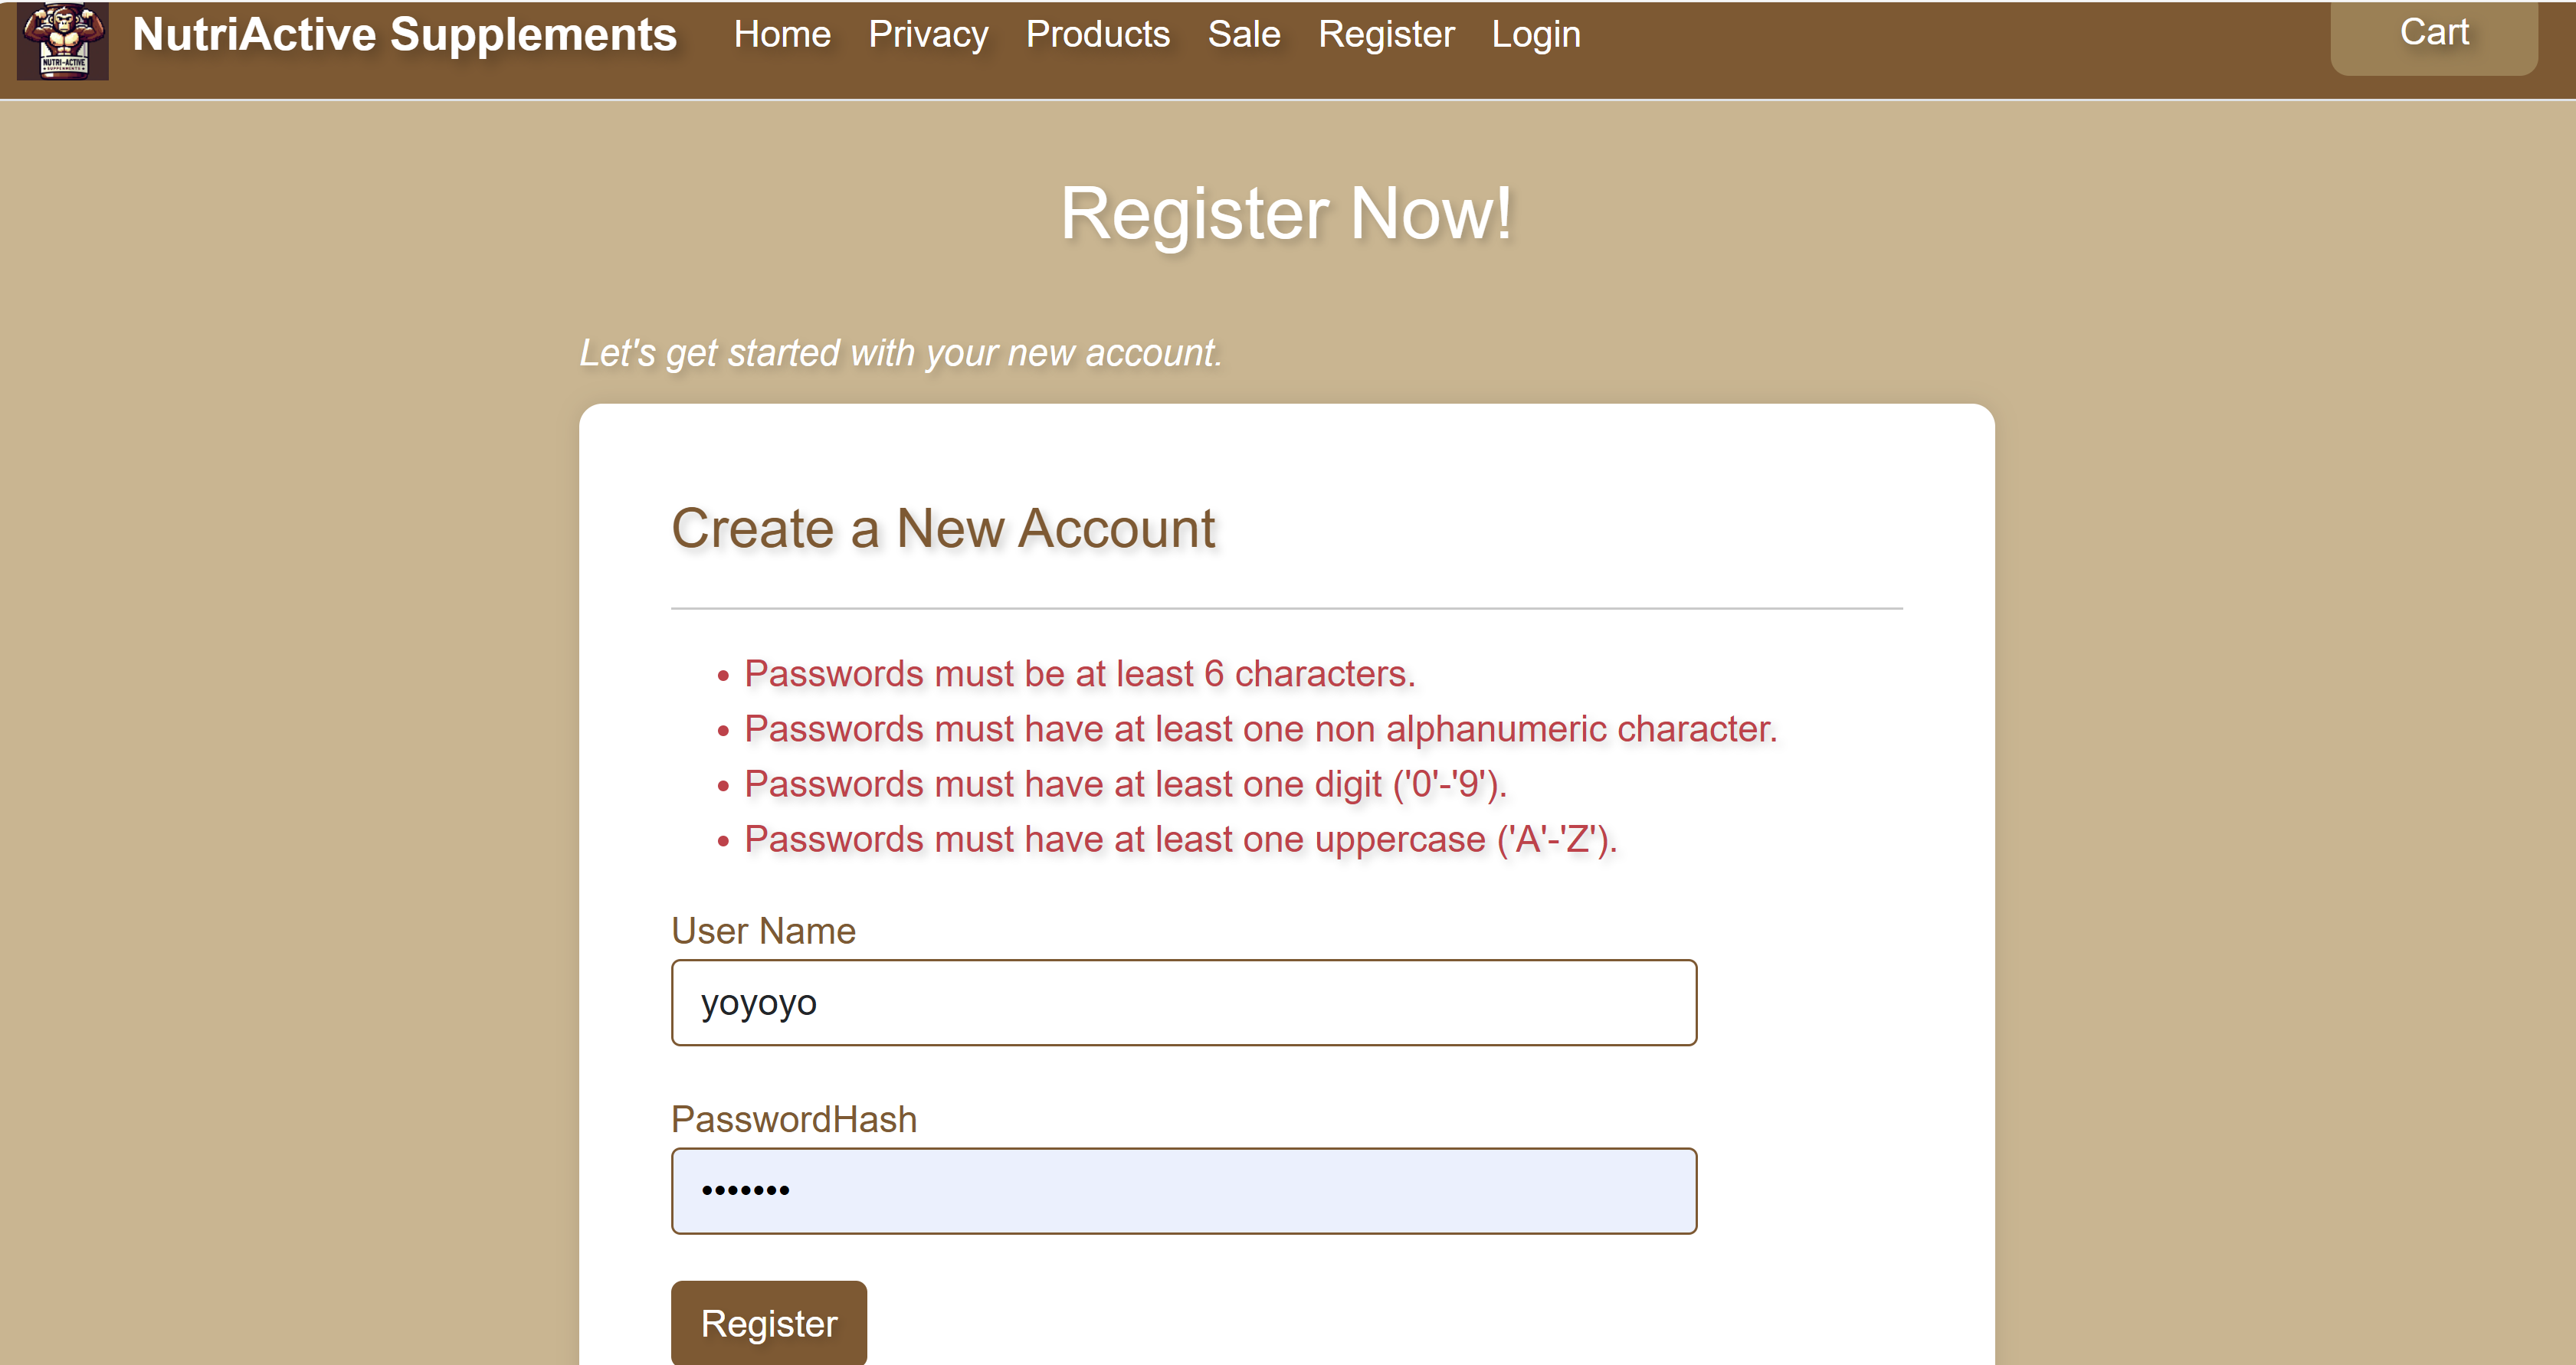 NUTRI-ACTIVE
NutriActive Supplements Home Privacy Products Sale Register Login Cart
Register Now!
Let's get started with your new account.
Create a New Account
• Passwords must be at least 6 characters.
• Passwords must have at least one non alphanumeric character.
• Passwords must have at least one digit ('0'-'9').
• Passwords must have at least one uppercase ('A'-'Z').
User Name
yoyoyo
PasswordHash
•••••••
Register